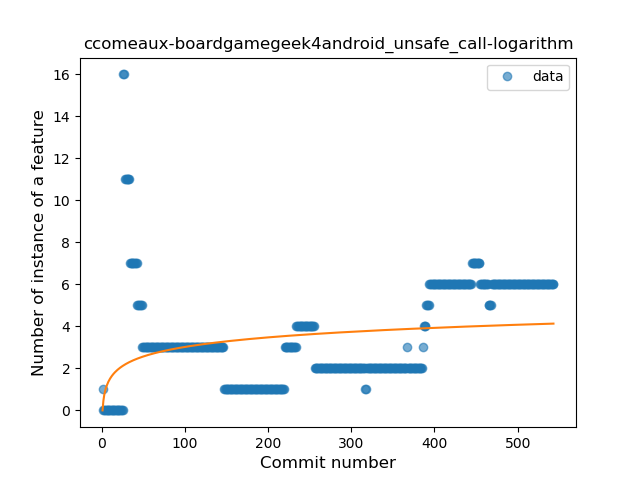 ccomeaux-boardgamegeek4android_unsafe_call-logarithm
data
Number of instance of a feature
16
14
12
10
8
6
4
2
0
0 100 200 300 400 500
Commit number